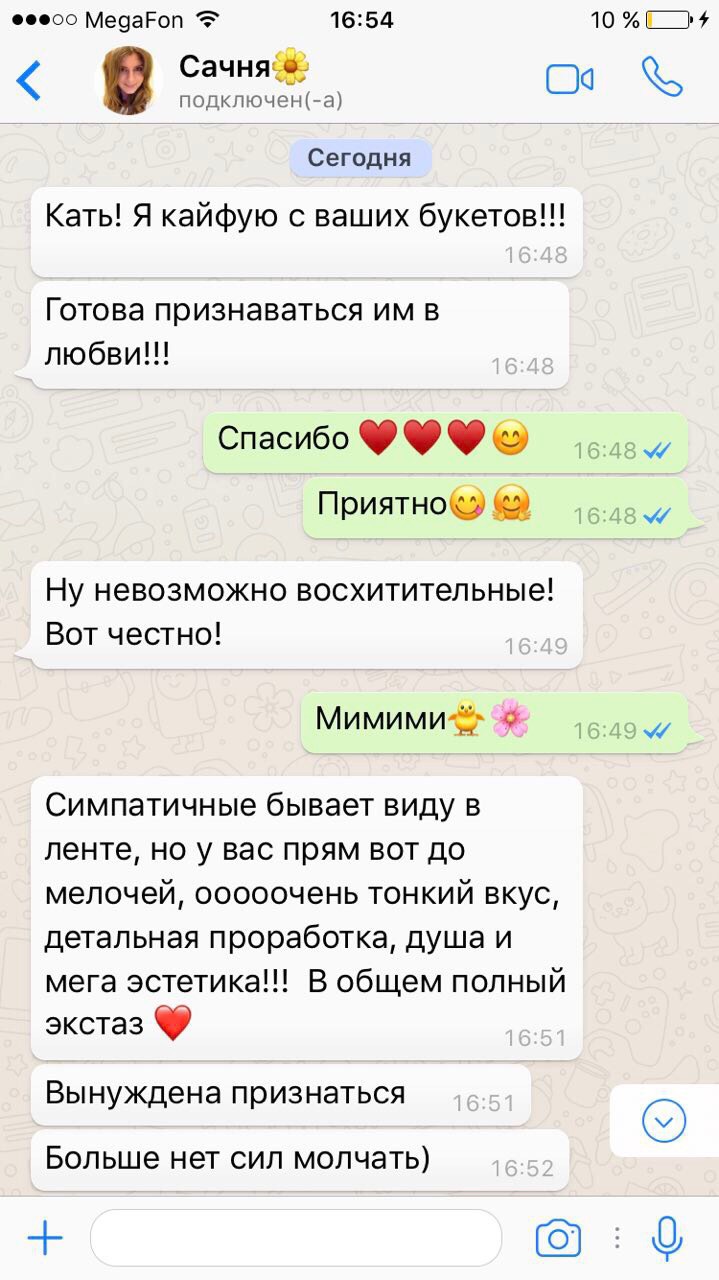 MegaFon 16:54 10 %
Сачня🌼
подключен(-а)
Сегодня
Кать! Я кайфую с ваших букетов!!!
16:48
Готова признаваться им в
любви!!! 16:48
Спасибо ❤️❤️❤️😊 16:48
Приятно😋🤗 16:48
Ну невозможно восхитительные!
Вот честно! 16:49
Мимими🐥🌸 16:49
Симпатичные бывает виду в
ленте, но у вас прям вот до
мелочей, ооооочень тонкий вкус,
детальная проработка, душа и
мега эстетика!!! В общем полный
экстаз ❤️ 16:51
Вынуждена признаться 16:51
Больше нет сил молчать) 16:52